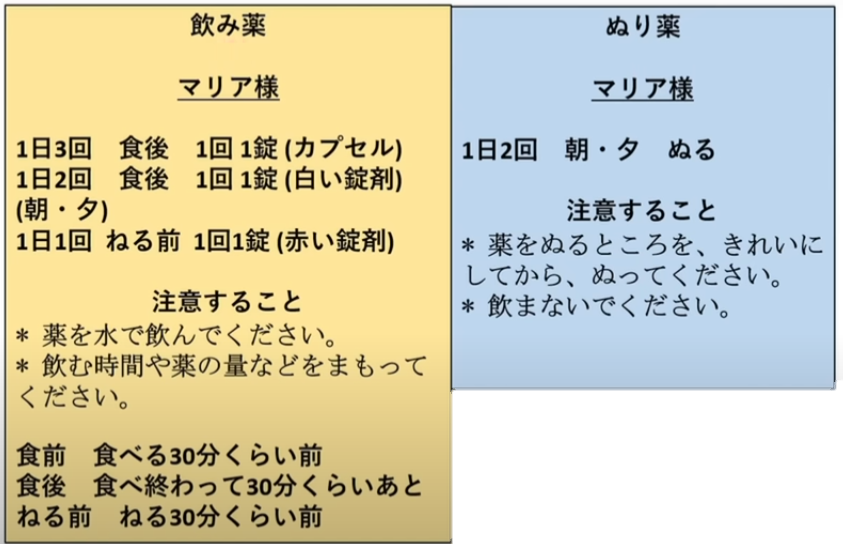 飲み薬
マリア様
1日3回　食後　1回 1錠 (カプセル)
1日2回　食後　1回 1錠 (白い錠剤)
(朝・夕)
1日1回 ねる前 1回1錠 (赤い錠剤)
注意すること
* 薬を水で飲んでください。
* 飲む時間や薬の量などをまもって
ください。
食前　食べる30分くらい前
食後　食べ終わって30分くらいあと
ねる前　ねる30分くらい前
ぬり薬
マリア様
1日2回　朝・夕　ぬる
注意すること
* 薬をぬるところを、きれいに
してから、ぬってください。
* 飲まないでください。